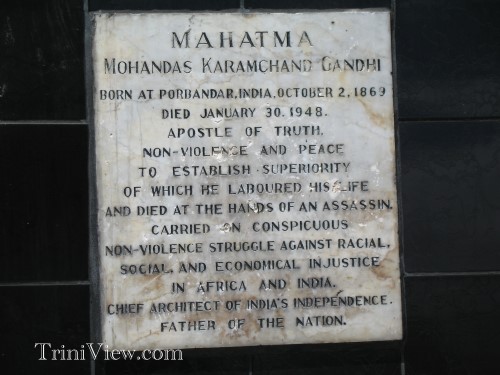 MAHATMA
MOHANDAS KARAMCHAND GANDHI
BORN AT PORBANDAR, INDIA, OCTOBER 2, 1869
DIED JANUARY 30, 1948.
APOSTLE OF TRUTH,
NON-VIOLENCE AND PEACE
TO ESTABLISH SUPERIORITY
OF WHICH HE LABOURED HIS LIFE
AND DIED AT THE HANDS OF AN ASSASSIN.
CARRIED ON CONSPICUOUS
NON-VIOLENCE STRUGGLE AGAINST RACIAL,
SOCIAL, AND ECONOMICAL INJUSTICE
IN AFRICA AND INDIA.
CHIEF ARCHITECT OF INDIA'S INDEPENDENCE.
FATHER OF THE NATION.
TriniView.com